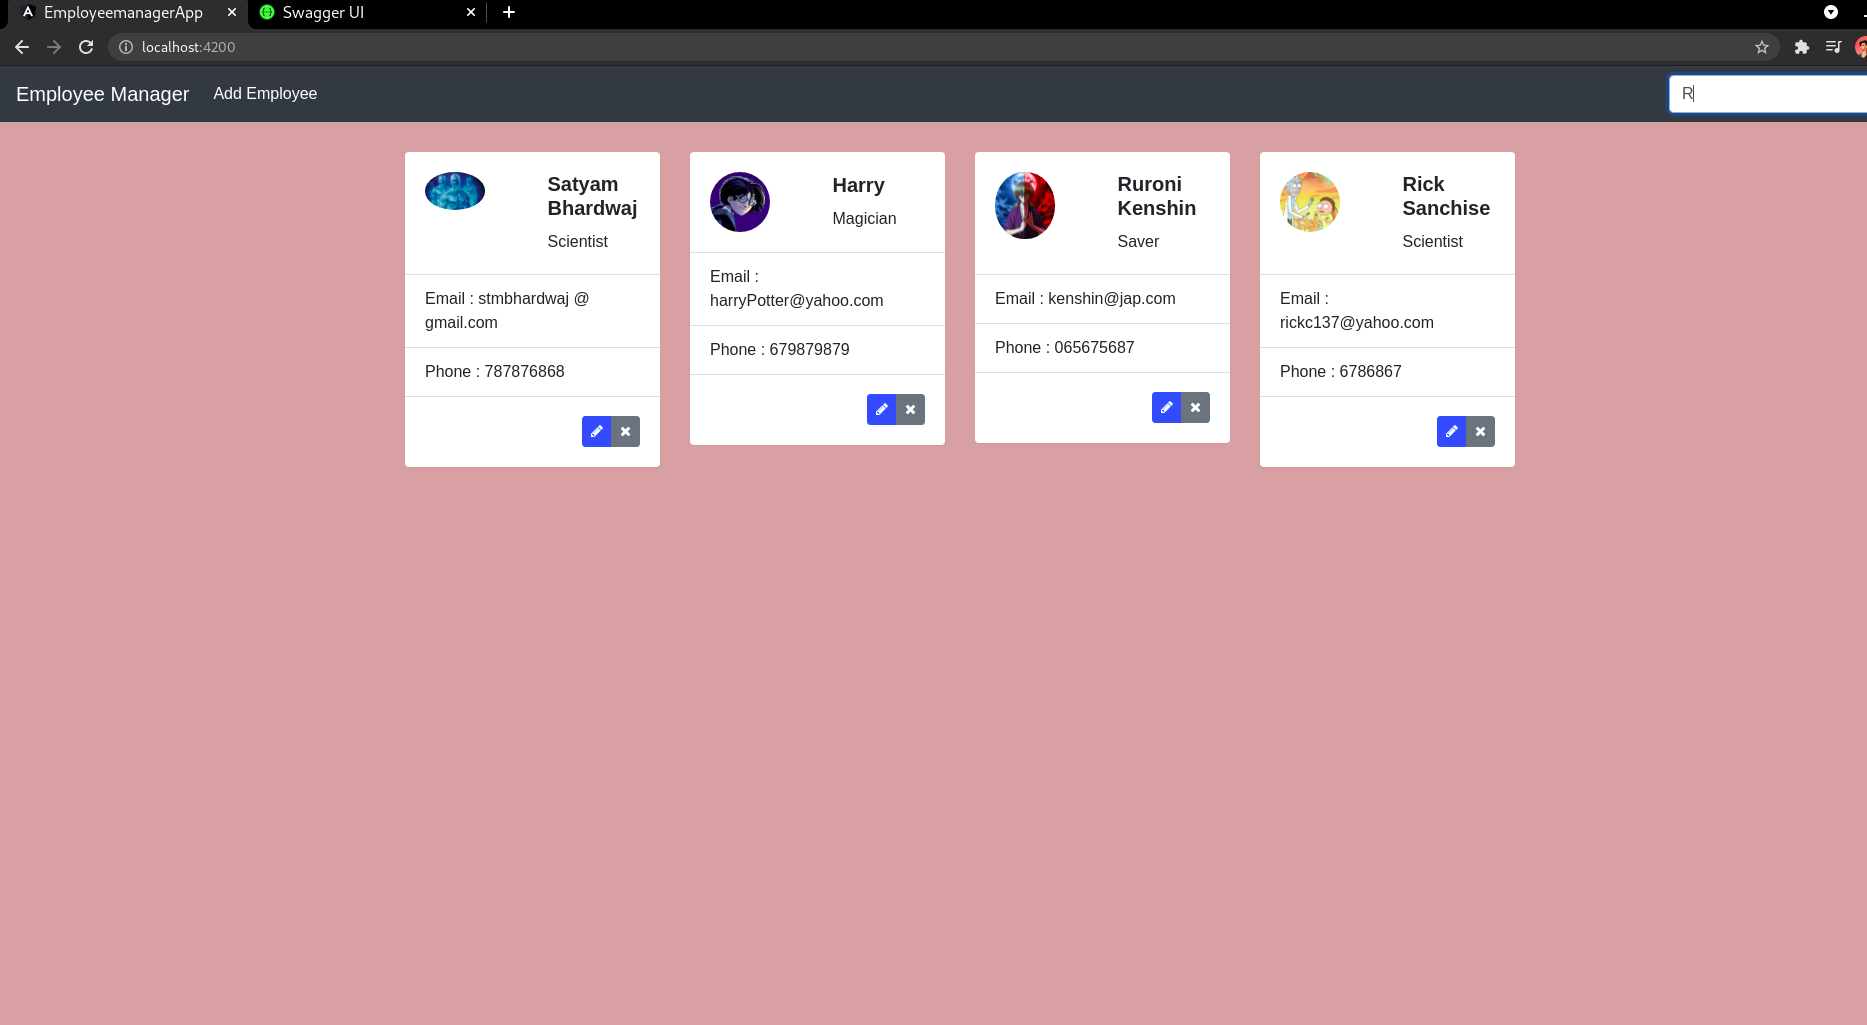 EmployeemanagerApp
Swagger UI
localhost:4200
Employee Manager
Add Employee
R
Satyam
Bhardwaj
Scientist
Email : stmbhardwaj @
gmail.com
Phone : 787876868
Harry
Magician
Email :
harryPotter@yahoo.com
Phone : 679879879
Ruroni
Kenshin
Saver
Email : kenshin@jap.com
Phone : 065675687
Rick
Sanchise
Scientist
Email :
rickc137@yahoo.com
Phone : 6786867